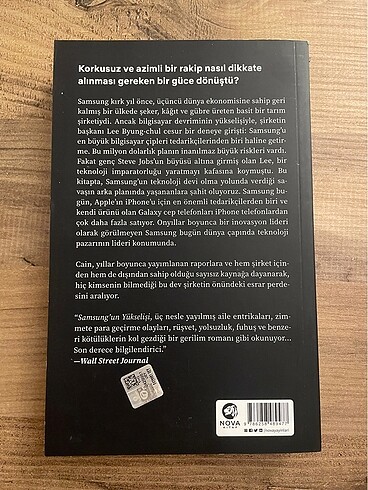 Korkusuz ve azimli bir rakip nasıl dikkate
alınması gereken bir güce dönüştü?
Samsung kırk yıl önce, üçüncü dünya ekonomisine sahip geri
kalmış bir ülkede şeker, kâğıt ve gübre üreten basit bir tarım
şirketiydi. Ancak bilgisayar devriminin yükselişiyle, şirketin
başkanı Lee Byung-chul cesur bir deneye girişti: Samsung'u
en büyük bilgisayar çipleri tedarikçilerinden biri haline getir-
me. Bu milyon dolarlık planın inanılmaz büyük riskleri vardı.
Fakat genç Steve Jobs'un büyüsü altına girmiş olan Lee, bir
teknoloji imparatorluğu yaratmayı kafasına koymuştu. Bu
kitapta, Samsung'un teknoloji devi olma yolunda verdiği sa-
vaşın arka planında yaşananlara şahit oluyoruz. Samsung bu-
gün, Apple'ın iPhone'u için en önemli tedarikçilerden biri ve
kendi ürünü olan Galaxy cep telefonları iPhone telefonlardan
çok daha fazla satıyor. Onyıllar boyunca bir inovasyon lideri
olarak görülmeyen Samsung bugün dünya çapında teknoloji
pazarının lideri konumunda.
Cain, yıllar boyunca yayımlanan raporlara ve hem şirket için-
den hem de dışından sahip olduğu sayısız kaynağa dayanarak,
hiç kimsenin bilmediği bu dev şirketin önündeki esrar perde-
sini aralıyor.
"Samsung'un Yükselişi, üç nesle yayılmış aile entrikaları, zim-
mete para geçirme olayları, rüşvet, yolsuzluk, fuhuş ve benze-
ri kötülüklerin kol gezdiği bir gerilim romanı gibi okunuyor...
Son derece bilgilendirici."
—Wall Street Journal
NOVA
KİTAP